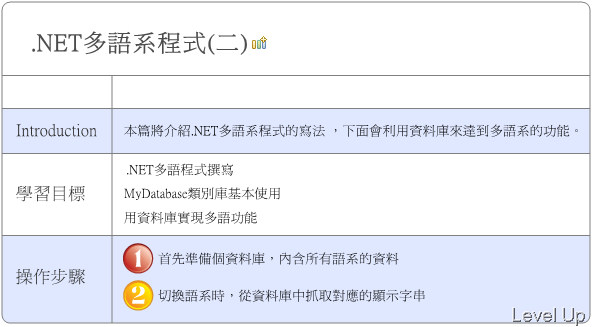 .NET多語系程式(二)
Introduction
本篇將介紹.NET多語系程式的寫法 ，下面會利用資料庫來達到多語系的功能。
學習目標
.NET多語程式撰寫
MyDatabase類別庫基本使用
用資料庫實現多語功能
操作步驟
1 首先準備個資料庫，內含所有語系的資料
2 切換語系時，從資料庫中抓取對應的顯示字串
Level Up